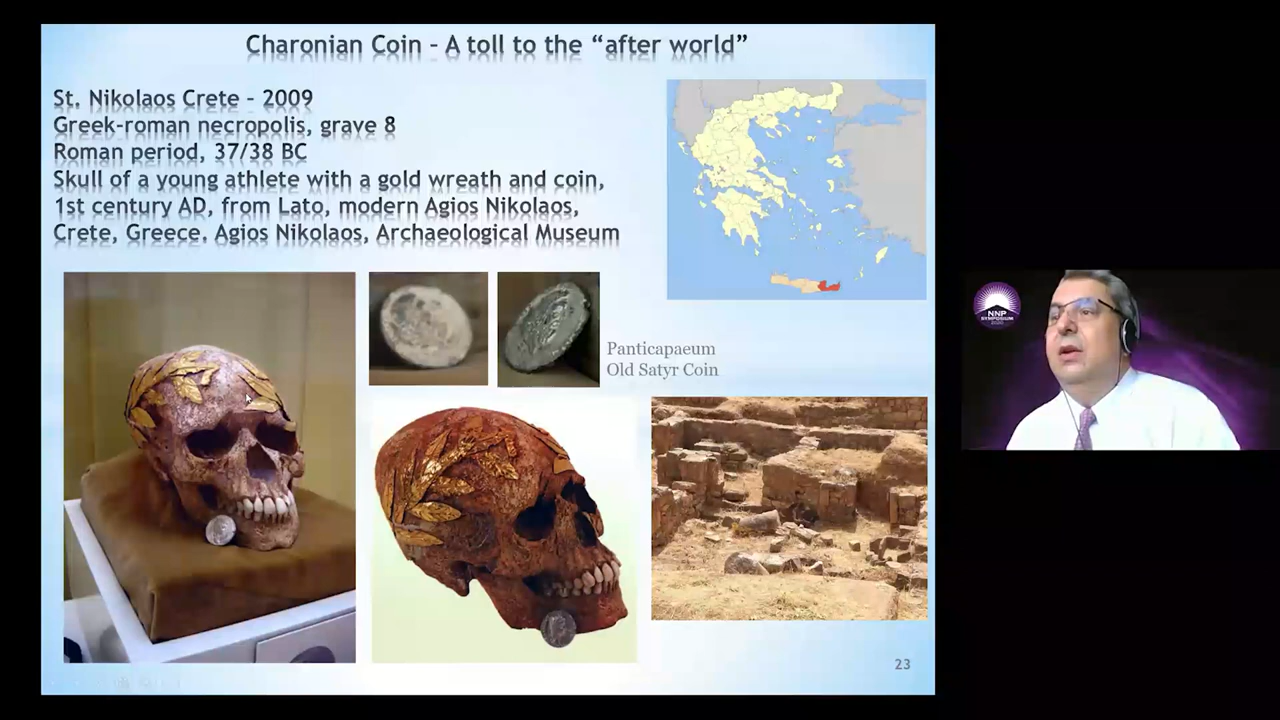 Charonian Coin – A toll to the “after world”
St. Nikolaos Crete – 2009
Greek-roman necropolis, grave 8
Roman period, 37/38 BC
Skull of a young athlete with a gold wreath and coin,
1st century AD, from Lato, modern Agios Nikolaos,
Crete, Greece. Agios Nikolaos, Archaeological Museum
Panticapaeum
Old Satyr Coin
23
NNP
SYMPOSIUM